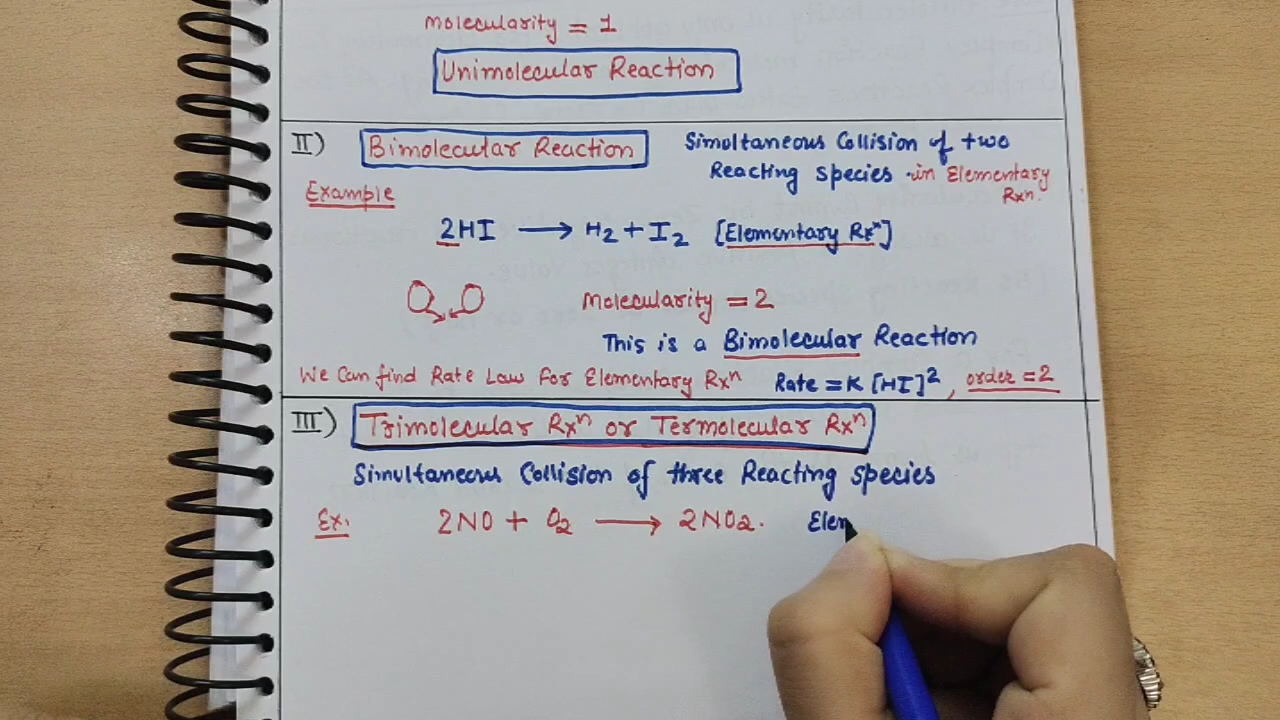 Molecularity = 1
Unimolecular Reaction
II) Bimolecular Reaction Simultaneous Collision of two
Reacting species in Elementary
Rxn.
Example
2HI → H₂ + I₂ [Elementary Rxⁿ]
Molecularity = 2
This is a Bimolecular Reaction
We Can find Rate Law For Elementary Rxⁿ Rate = K [HI]², order = 2
III) Trimolecular Rxⁿ or Termolecular Rxⁿ
Simultaneous Collision of three Reacting species
Ex. 2NO + O₂ → 2NO₂. Elem